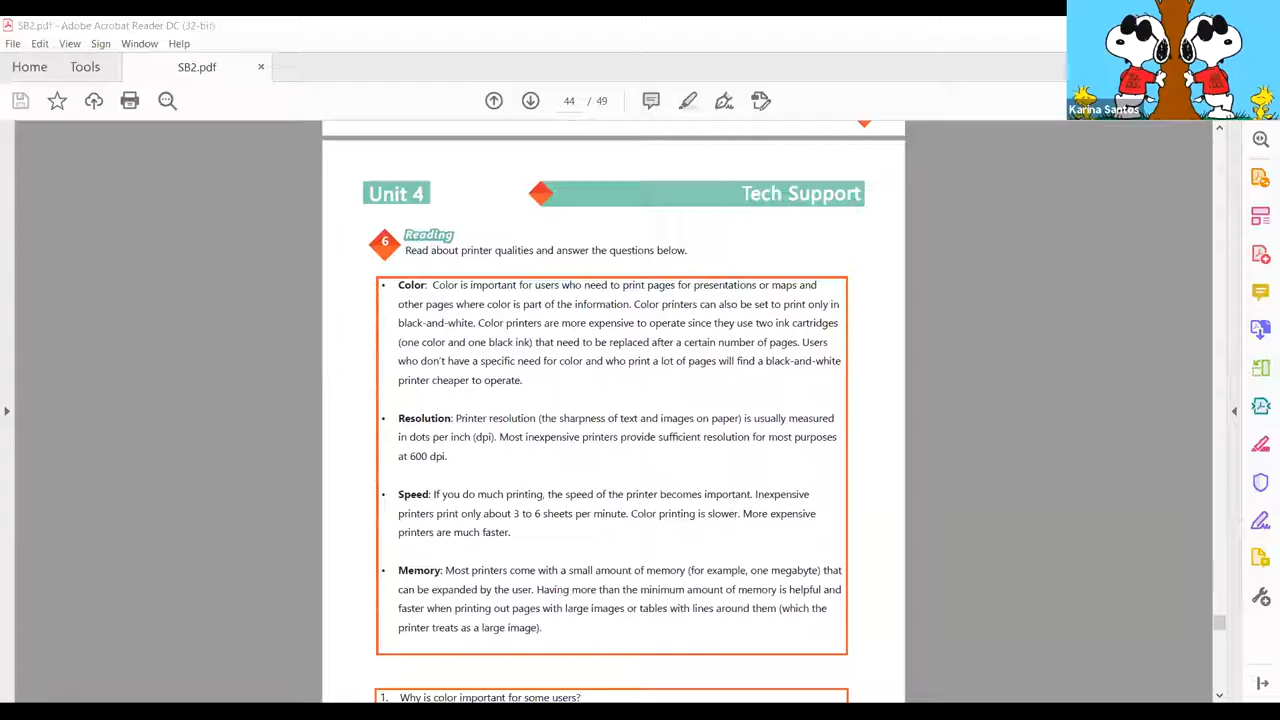 SB2.pdf - Adobe Acrobat Reader DC (32-bit)
File Edit View Sign Window Help
Home Tools SB2.pdf ×
44 / 49
Karina Santos
Unit 4 Tech Support
6 Reading
Read about printer qualities and answer the questions below.
• Color: Color is important for users who need to print pages for presentations or maps and
other pages where color is part of the information. Color printers can also be set to print only in
black-and-white. Color printers are more expensive to operate since they use two ink cartridges
(one color and one black ink) that need to be replaced after a certain number of pages. Users
who don't have a specific need for color and who print a lot of pages will find a black-and-white
printer cheaper to operate.
• Resolution: Printer resolution (the sharpness of text and images on paper) is usually measured
in dots per inch (dpi). Most inexpensive printers provide sufficient resolution for most purposes
at 600 dpi.
• Speed: If you do much printing, the speed of the printer becomes important. Inexpensive
printers print only about 3 to 6 sheets per minute. Color printing is slower. More expensive
printers are much faster.
• Memory: Most printers come with a small amount of memory (for example, one megabyte) that
can be expanded by the user. Having more than the minimum amount of memory is helpful and
faster when printing out pages with large images or tables with lines around them (which the
printer treats as a large image).
1. Why is color important for some users?